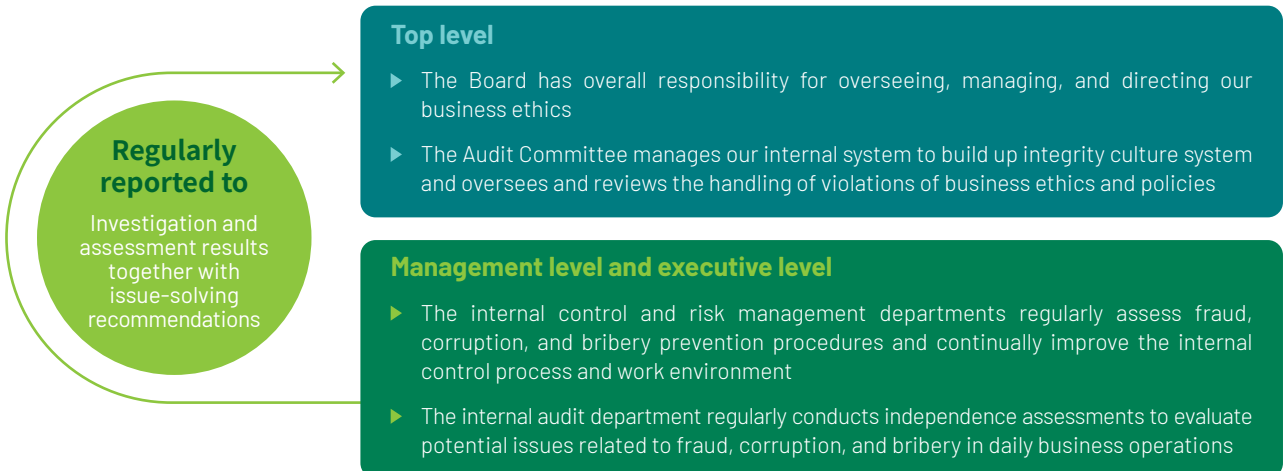 Regularly
reported to
Investigation and
assessment results
together with
issue-solving
recommendations
Top level
The Board has overall responsibility for overseeing, managing, and directing our
business ethics
The Audit Committee manages our internal system to build up integrity culture system
and oversees and reviews the handling of violations of business ethics and policies
Management level and executive level
The internal control and risk management departments regularly assess fraud,
corruption, and bribery prevention procedures and continually improve the internal
control process and work environment
The internal audit department regularly conducts independence assessments to evaluate
potential issues related to fraud, corruption, and bribery in daily business operations